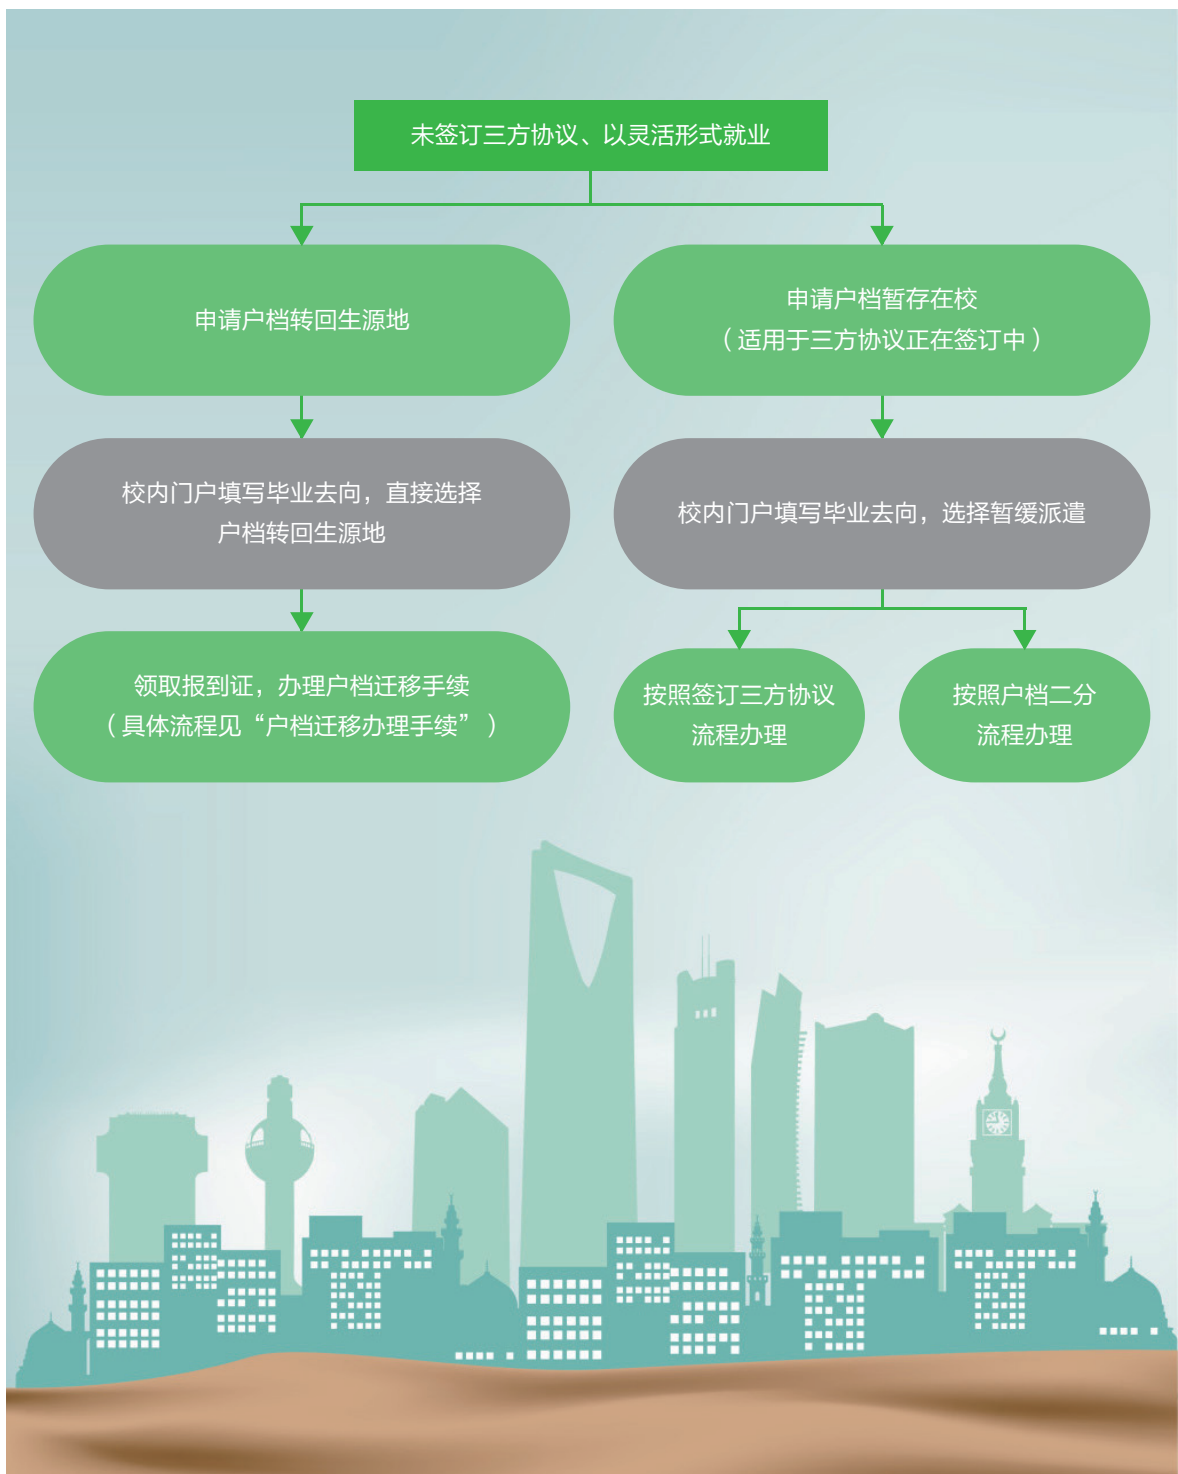 未签订三方协议、以灵活形式就业
申请户档转回生源地
申请户档暂存在校
（适用于三方协议正在签订中）
校内门户填写毕业去向，直接选择
户档转回生源地
校内门户填写毕业去向，选择暂缓派遣
领取报到证，办理户档迁移手续
（具体流程见“户档迁移办理手续”）
按照签订三方协议
流程办理
按照户档二分
流程办理